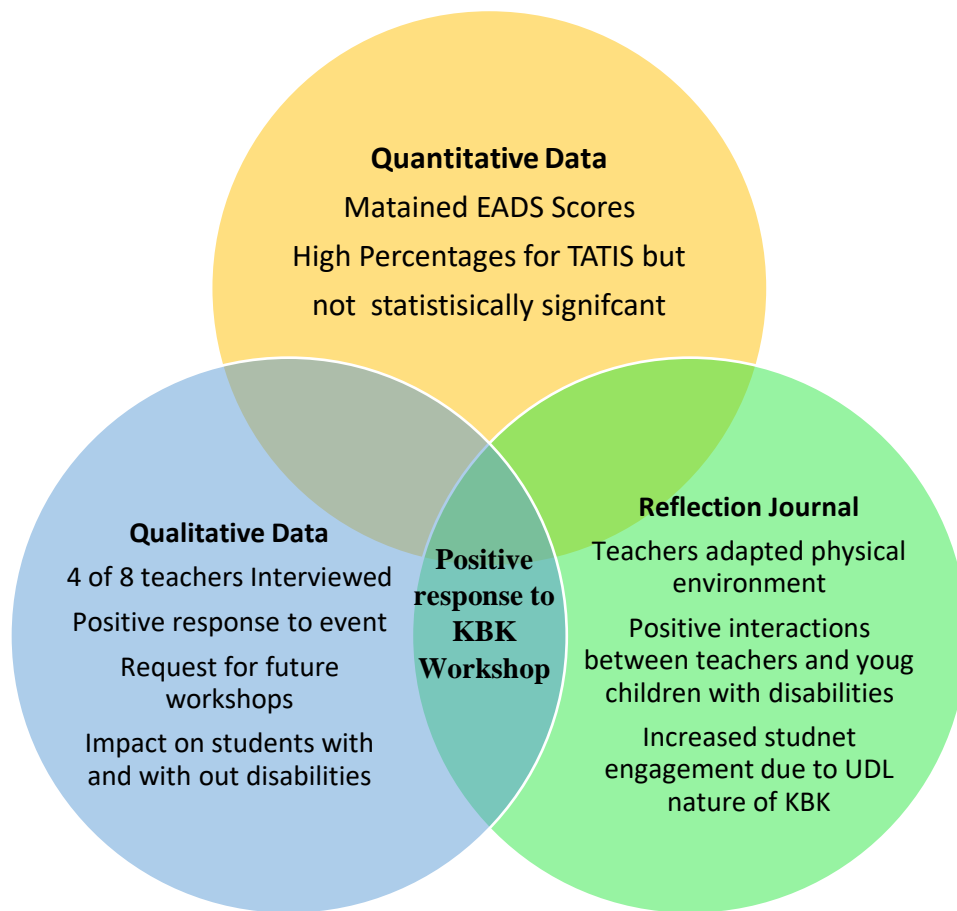 Quantitative Data
Matained EADS Scores
High Percentages for TATIS but
not statistisically signifcant
Qualitative Data
4 of 8 teachers Interviewed
Positive response to event
Request for future
workshops
Impact on students with
and with out disabilities
Positive
response to
KBK
Workshop
Reflection Journal
Teachers adapted physical
environment
Positive interactions
between teachers and youg
children with disabilities
Increased studnet
engagement due to UDL
nature of KBK